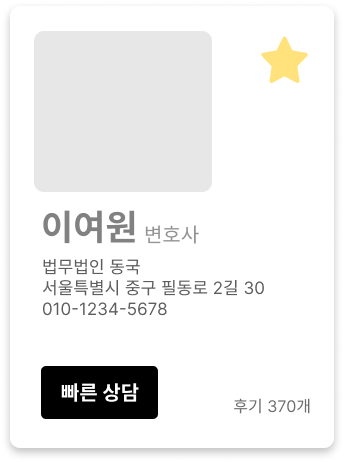 이여원 변호사
법무법인 동국
서울특별시 중구 필동로 2길 30
010-1234-5678
빠른 상담
후기 370개